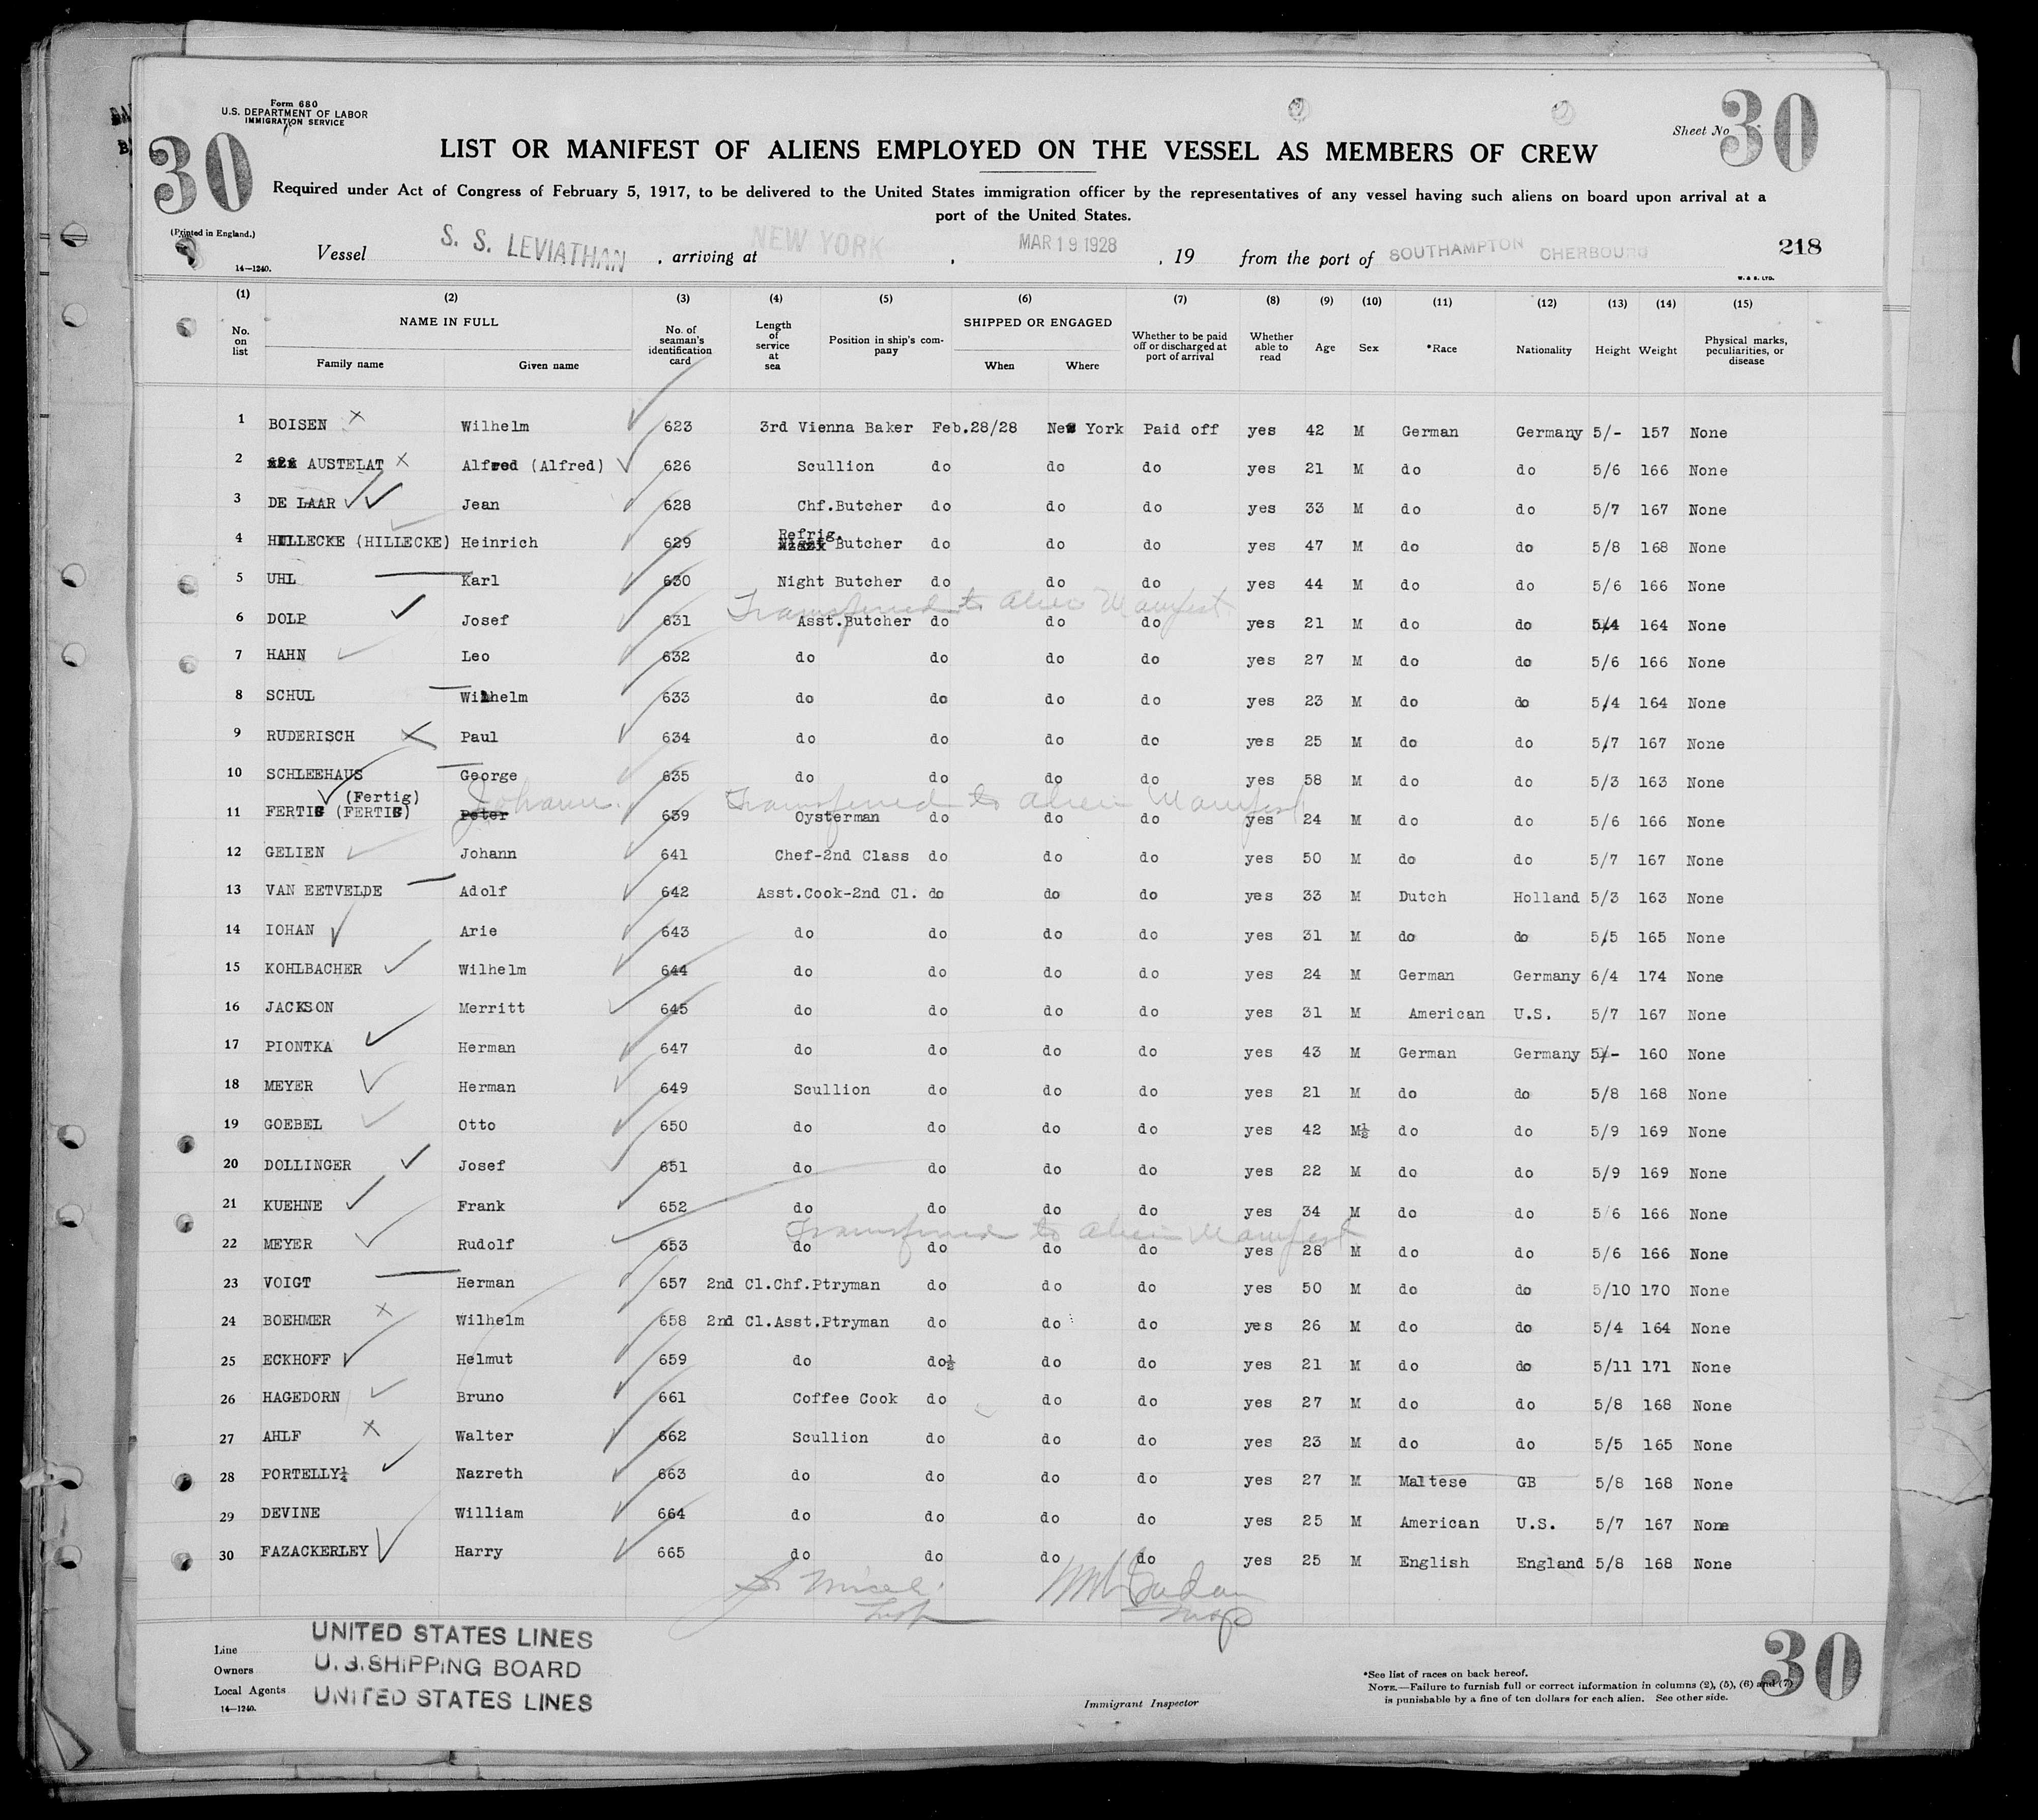 Form 680
U.S. DEPARTMENT OF LABOR
IMMIGRATION SERVICE
30
Sheet No 30
LIST OR MANIFEST OF ALIENS EMPLOYED ON THE VESSEL AS MEMBERS OF CREW
Required under Act of Congress of February 5, 1917, to be delivered to the United States immigration officer by the representatives of any vessel having such aliens on board upon arrival at a
port of the United States.
(Printed in England.)
Vessel S. S. LEVIATHAN , arriving at NEW YORK , MAR 19 1928 , 19 from the port of SOUTHAMPTON CHERBOURG 218
14—1240. W. & S. LTD.
(1) (2) (3) (4) (5) (6) (7) (8) (9) (10) (11) (12) (13) (14) (15)
No. on list NAME IN FULL Family name Given name No. of seaman's identification card Length of service at sea Position in ship's company SHIPPED OR ENGAGED When Where Whether to be paid off or discharged at port of arrival Whether able to read Age Sex *Race Nationality Height Weight Physical marks, peculiarities, or disease
1 BOISEN Wilhelm 623 3rd Vienna Baker Feb.28/28 New York Paid off yes 42 M German Germany 5/- 157 None
2 AUSTELAT Alfred (Alfred) 626 Scullion do do do yes 21 M do do 5/6 166 None
3 DE LAAR Jean 628 Chf.Butcher do do do yes 33 M do do 5/7 167 None
4 HILLECKE (HILLECKE) Heinrich 629 Refrig. Butcher do do do yes 47 M do do 5/8 168 None
5 UHL Karl 630 Night Butcher do do do yes 44 M do do 5/6 166 None
Transferred to Alien Manifest
6 DOLP Josef 631 Asst.Butcher do do do yes 21 M do do 5/4 164 None
7 HAHN Leo 632 do do do do yes 27 M do do 5/6 166 None
8 SCHUL Wilhelm 633 do do do do yes 23 M do do 5/4 164 None
9 RUDERISCH Paul 634 do do do do yes 25 M do do 5/7 167 None
10 SCHLEEHAUS George 635 do do do do yes 58 M do do 5/3 163 None
(Fertig) Johann. Transferred to Alien Manifest
11 FERTIG (FERTIG) Peter 639 Oysterman do do do yes 24 M do do 5/6 166 None
12 GELIEN Johann 641 Chef-2nd Class do do do yes 50 M do do 5/7 167 None
13 VAN EETVELDE Adolf 642 Asst.Cook-2nd Cl. do do do yes 33 M Dutch Holland 5/3 163 None
14 IOHAN Arie 643 do do do do yes 31 M do do 5/5 165 None
15 KOHLBACHER Wilhelm 644 do do do do yes 24 M German Germany 6/4 174 None
16 JACKSON Merritt 645 do do do do yes 31 M American U.S. 5/7 167 None
17 PIONTKA Herman 647 do do do do yes 43 M German Germany 5/- 160 None
18 MEYER Herman 649 Scullion do do do yes 21 M do do 5/8 168 None
19 GOEBEL Otto 650 do do do do yes 42 M½ do do 5/9 169 None
20 DOLLINGER Josef 651 do do do do yes 22 M do do 5/9 169 None
21 KUEHNE Frank 652 do do do do yes 34 M do do 5/6 166 None
Transferred to Alien Manifest
22 MEYER Rudolf 653 do do do do yes 28 M do do 5/6 166 None
23 VOIGT Herman 657 2nd Cl.Chf.Ptryman do do do yes 50 M do do 5/10 170 None
24 BOEHMER Wilhelm 658 2nd Cl.Asst.Ptryman do do do yes 26 M do do 5/4 164 None
25 ECKHOFF Helmut 659 do do½ do do yes 21 M do do 5/11 171 None
26 HAGEDORN Bruno 661 Coffee Cook do do do yes 27 M do do 5/8 168 None
27 AHLF Walter 662 Scullion do do do yes 23 M do do 5/5 165 None
28 PORTELLY½ Nazreth 663 do do do do yes 27 M Maltese GB 5/8 168 None
29 DEVINE William 664 do do do do yes 25 M American U.S. 5/7 167 None
30 FAZACKERLEY Harry 665 do do do do yes 25 M English England 5/8 168 None
Line UNITED STATES LINES
Owners U.S. SHIPPING BOARD
Local Agents UNITED STATES LINES
14—1240.
Immigrant Inspector
*See list of races on back hereof.
NOTE.—Failure to furnish full or correct information in columns (2), (5), (6) and (7)
is punishable by a fine of ten dollars for each alien. See other side.
30